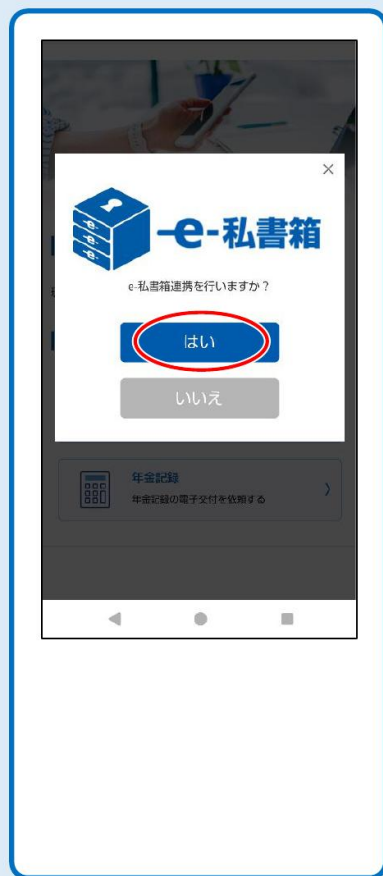 ×
-e-
-e-
-e-
e-私書箱
e-私書箱連携を行いますか？
はい
いいえ
年金記録
年金記録の電子交付を依頼する